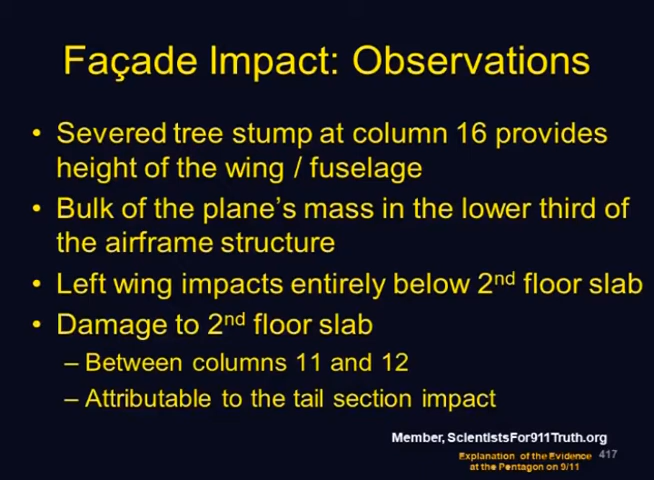 Façade Impact: Observations
• Severed tree stump at column 16 provides
height of the wing / fuselage
• Bulk of the plane's mass in the lower third of
the airframe structure
• Left wing impacts entirely below 2nd floor slab
• Damage to 2nd floor slab
– Between columns 11 and 12
– Attributable to the tail section impact
Member, ScientistsFor911Truth.org
Explanation of the Evidence 417
at the Pentagon on 9/11